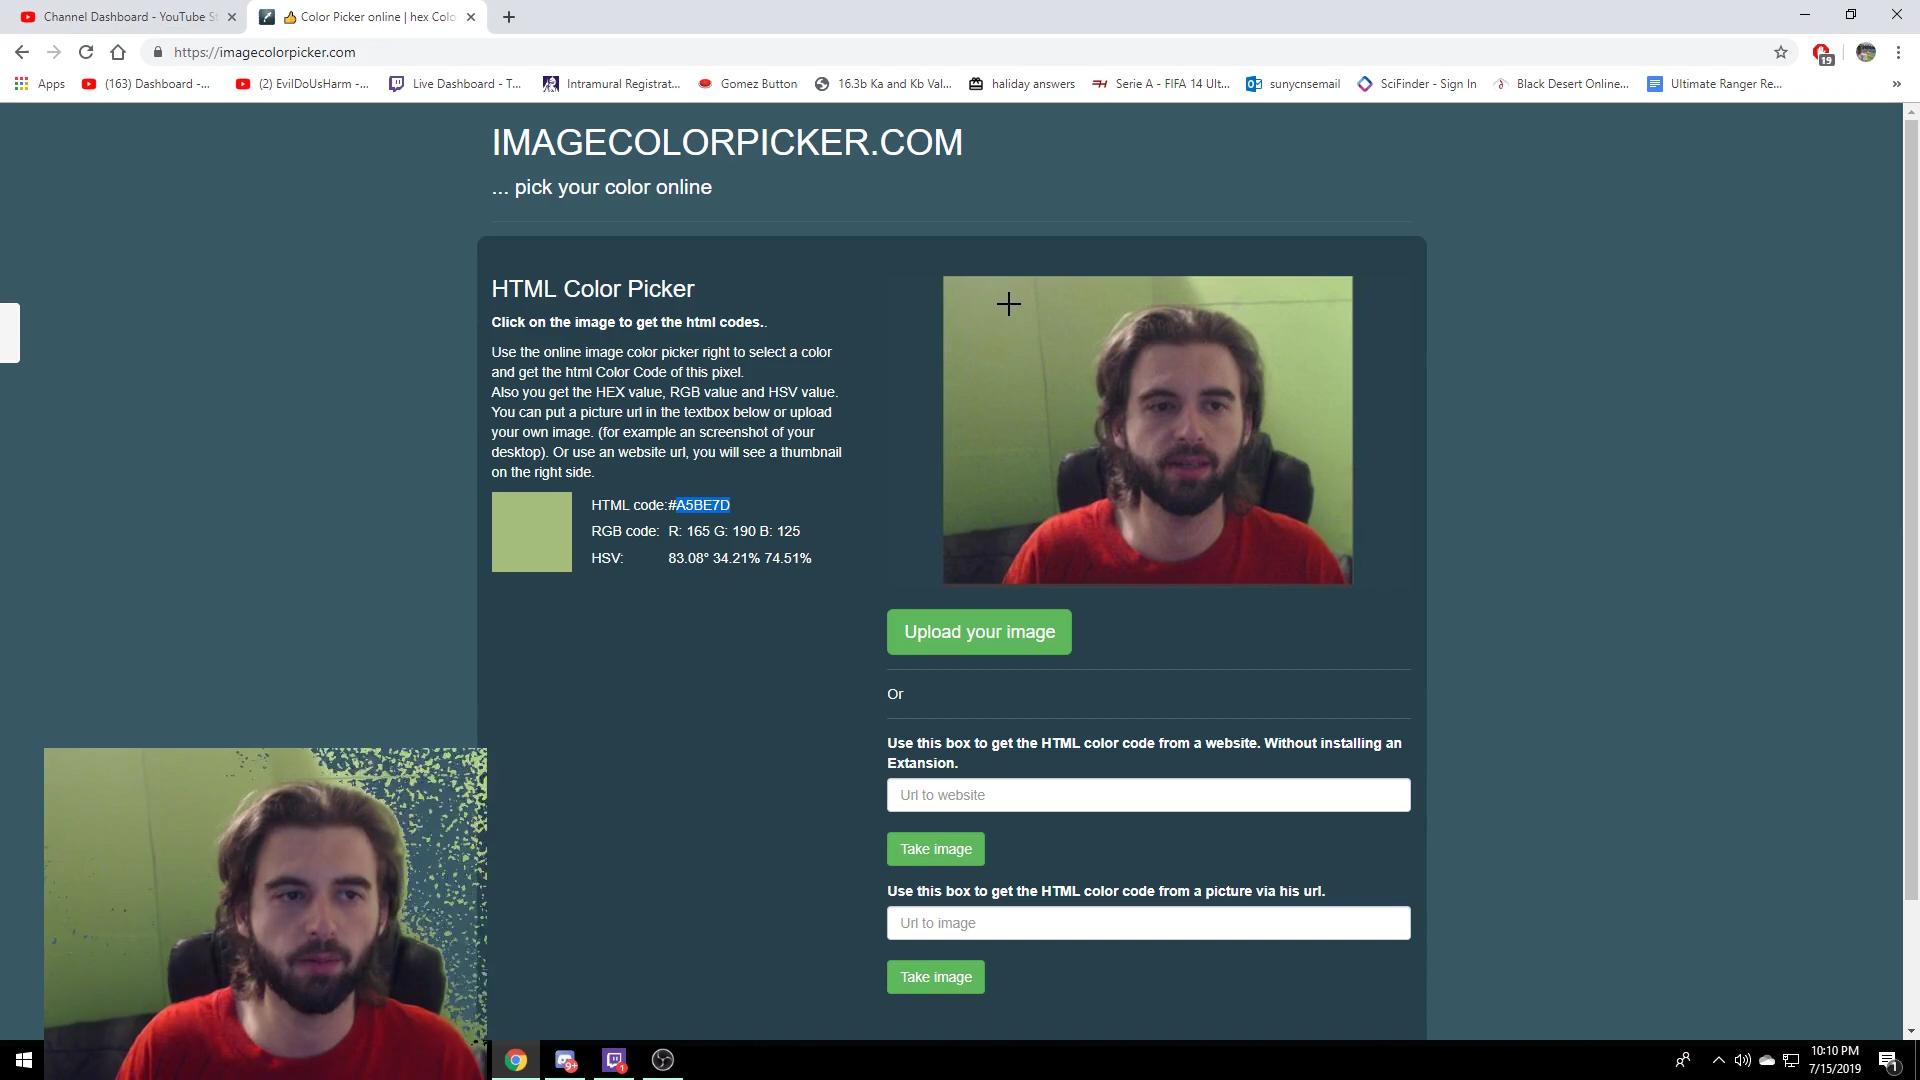 Channel Dashboard - YouTube St
👍 Color Picker online | hex Colo
https://imagecolorpicker.com
19
Apps
(163) Dashboard -...
(2) EvilDoUsHarm -...
Live Dashboard - T...
Intramural Registrat...
Gomez Button
16.3b Ka and Kb Val...
haliday answers
Serie A - FIFA 14 Ult...
sunycnsemail
SciFinder - Sign In
Black Desert Online...
Ultimate Ranger Re...
»
IMAGECOLORPICKER.COM
... pick your color online
HTML Color Picker
Click on the image to get the html codes..
Use the online image color picker right to select a color
and get the html Color Code of this pixel.
Also you get the HEX value, RGB value and HSV value.
You can put a picture url in the textbox below or upload
your own image. (for example an screenshot of your
desktop). Or use an website url, you will see a thumbnail
on the right side.
HTML code:#A5BE7D
RGB code: R: 165 G: 190 B: 125
HSV: 83.08° 34.21% 74.51%
Upload your image
Or
Use this box to get the HTML color code from a website. Without installing an
Extansion.
Url to website
Take image
Use this box to get the HTML color code from a picture via his url.
Url to image
Take image
9+
1
10:10 PM
7/15/2019
1